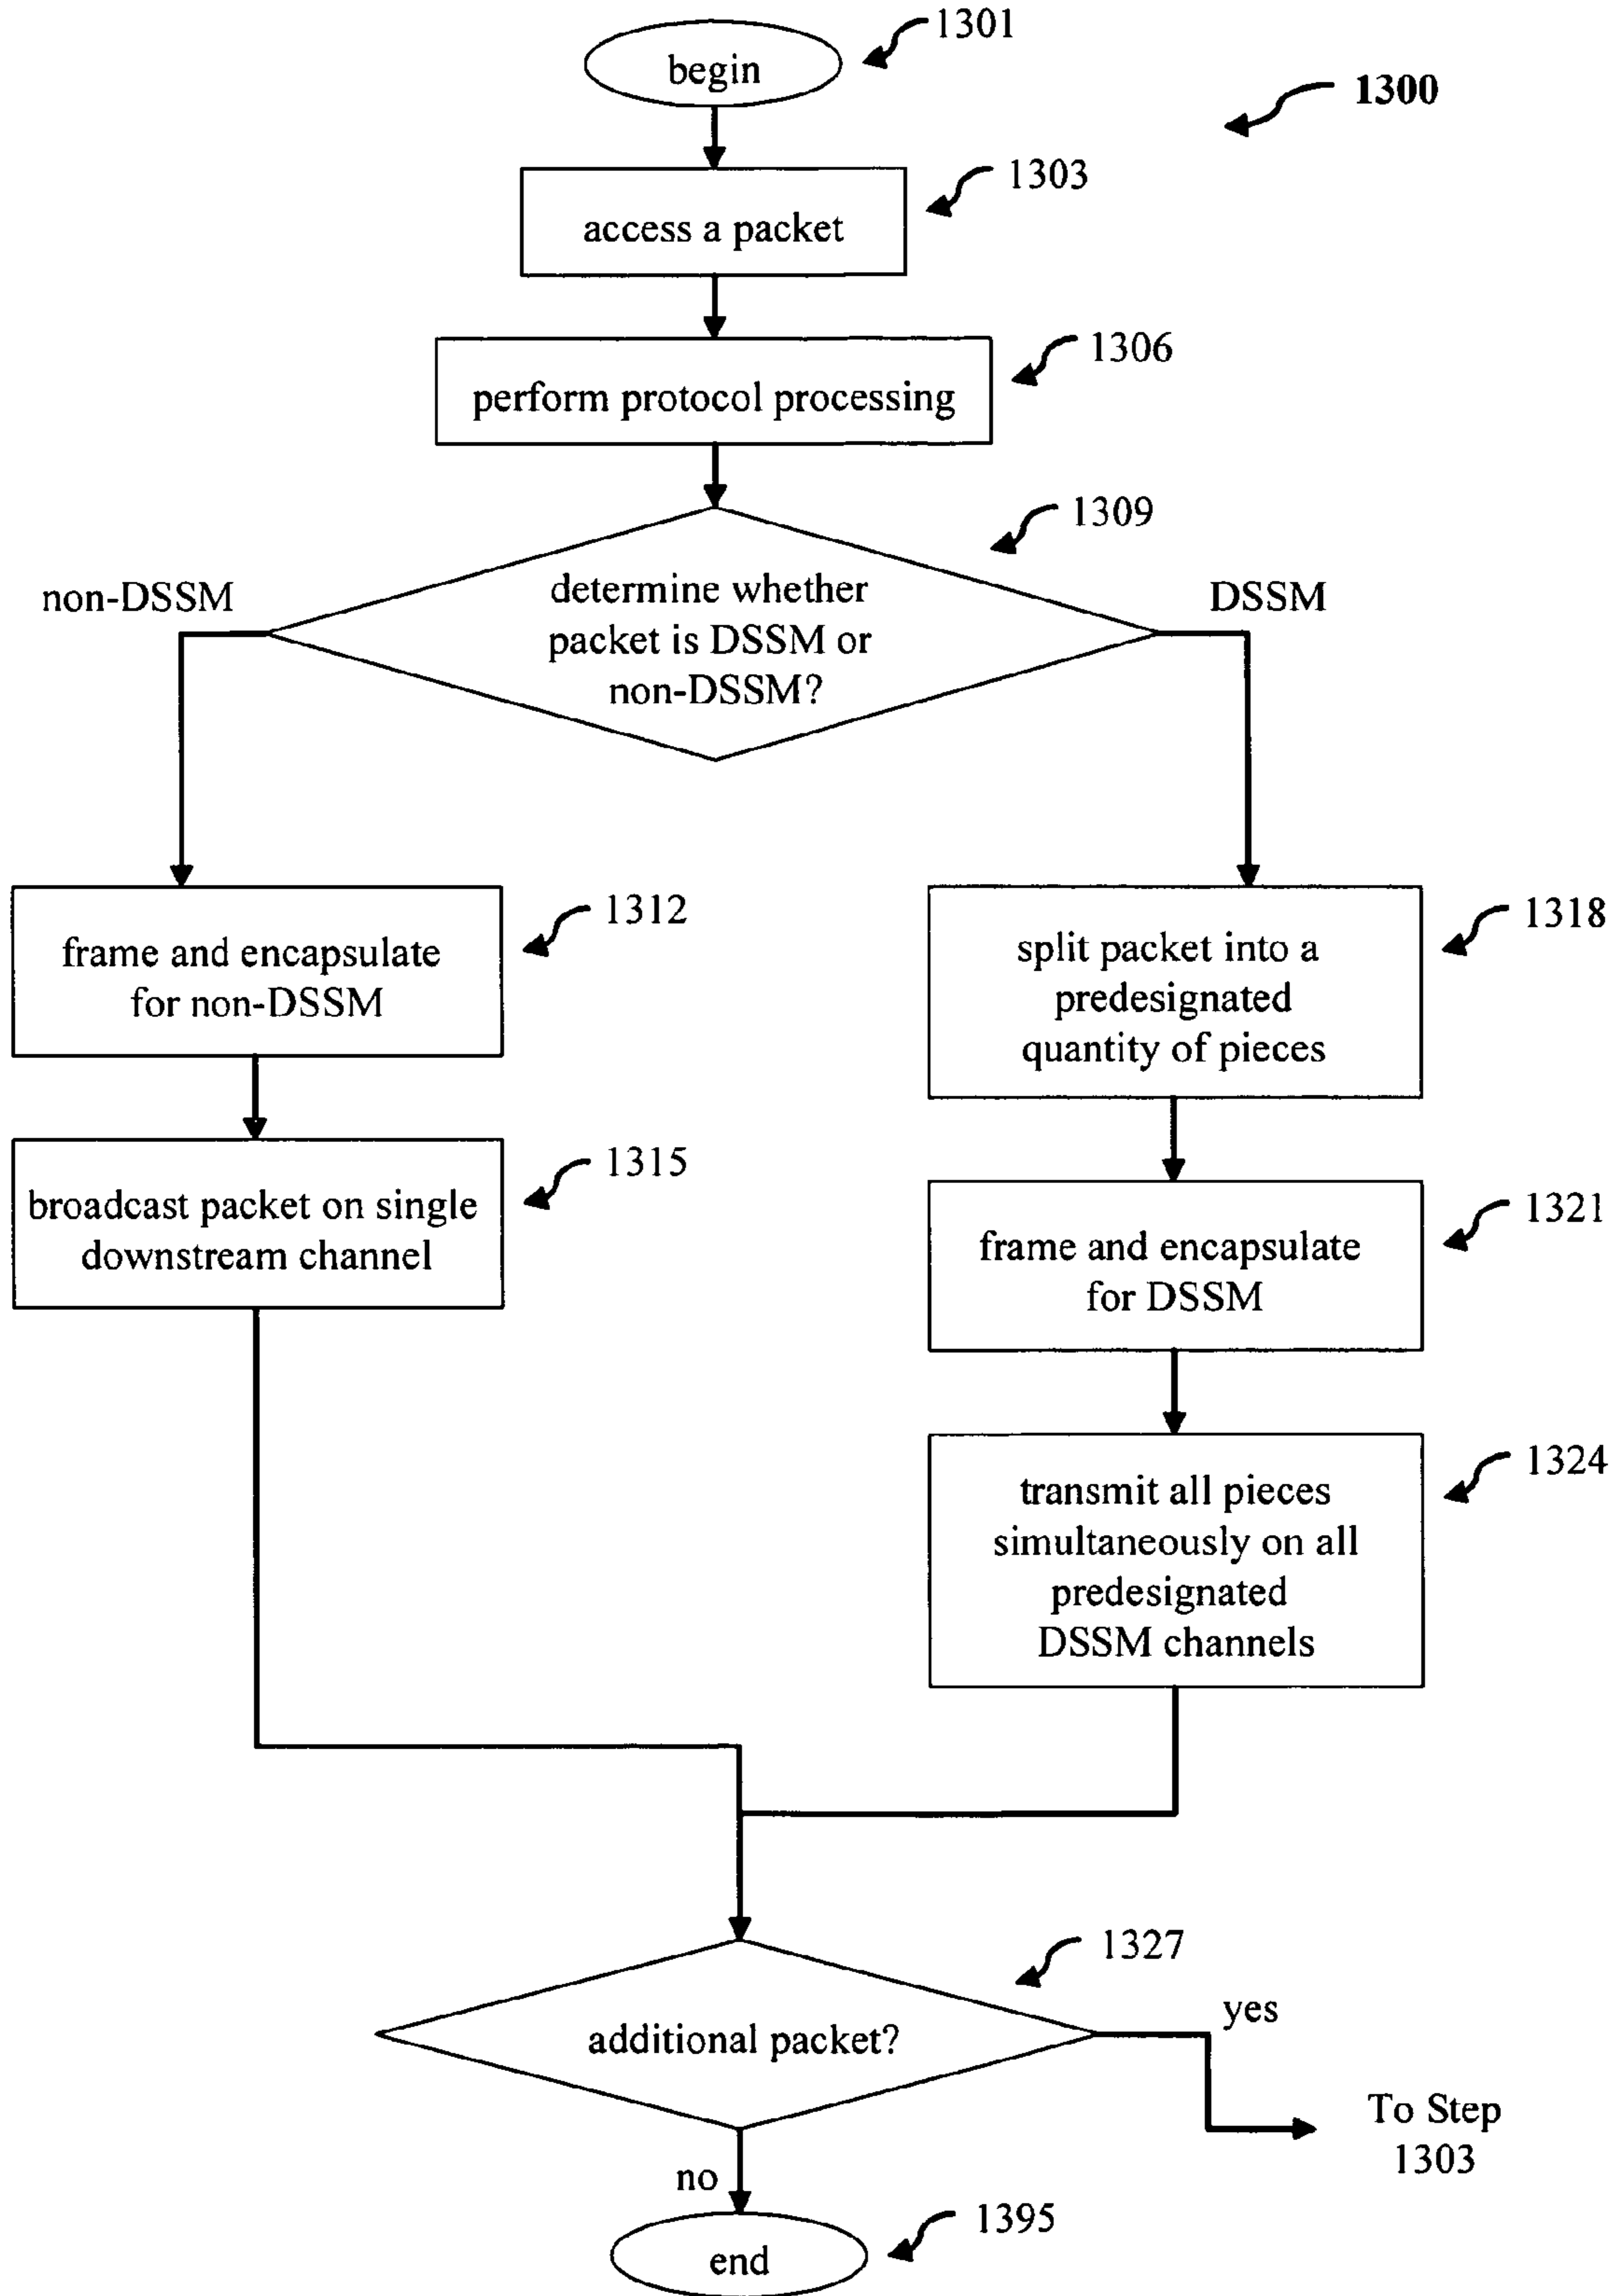 1301
begin
1300
1303
access a packet
1306
perform protocol processing
1309
non-DSSM
determine whether
packet is DSSM or
non-DSSM?
DSSM
1312
frame and encapsulate
for non-DSSM
1318
split packet into a
predesignated
quantity of pieces
1315
broadcast packet on single
downstream channel
1321
frame and encapsulate
for DSSM
1324
transmit all pieces
simultaneously on all
predesignated
DSSM channels
1327
additional packet?
yes
To Step
1303
no
1395
end